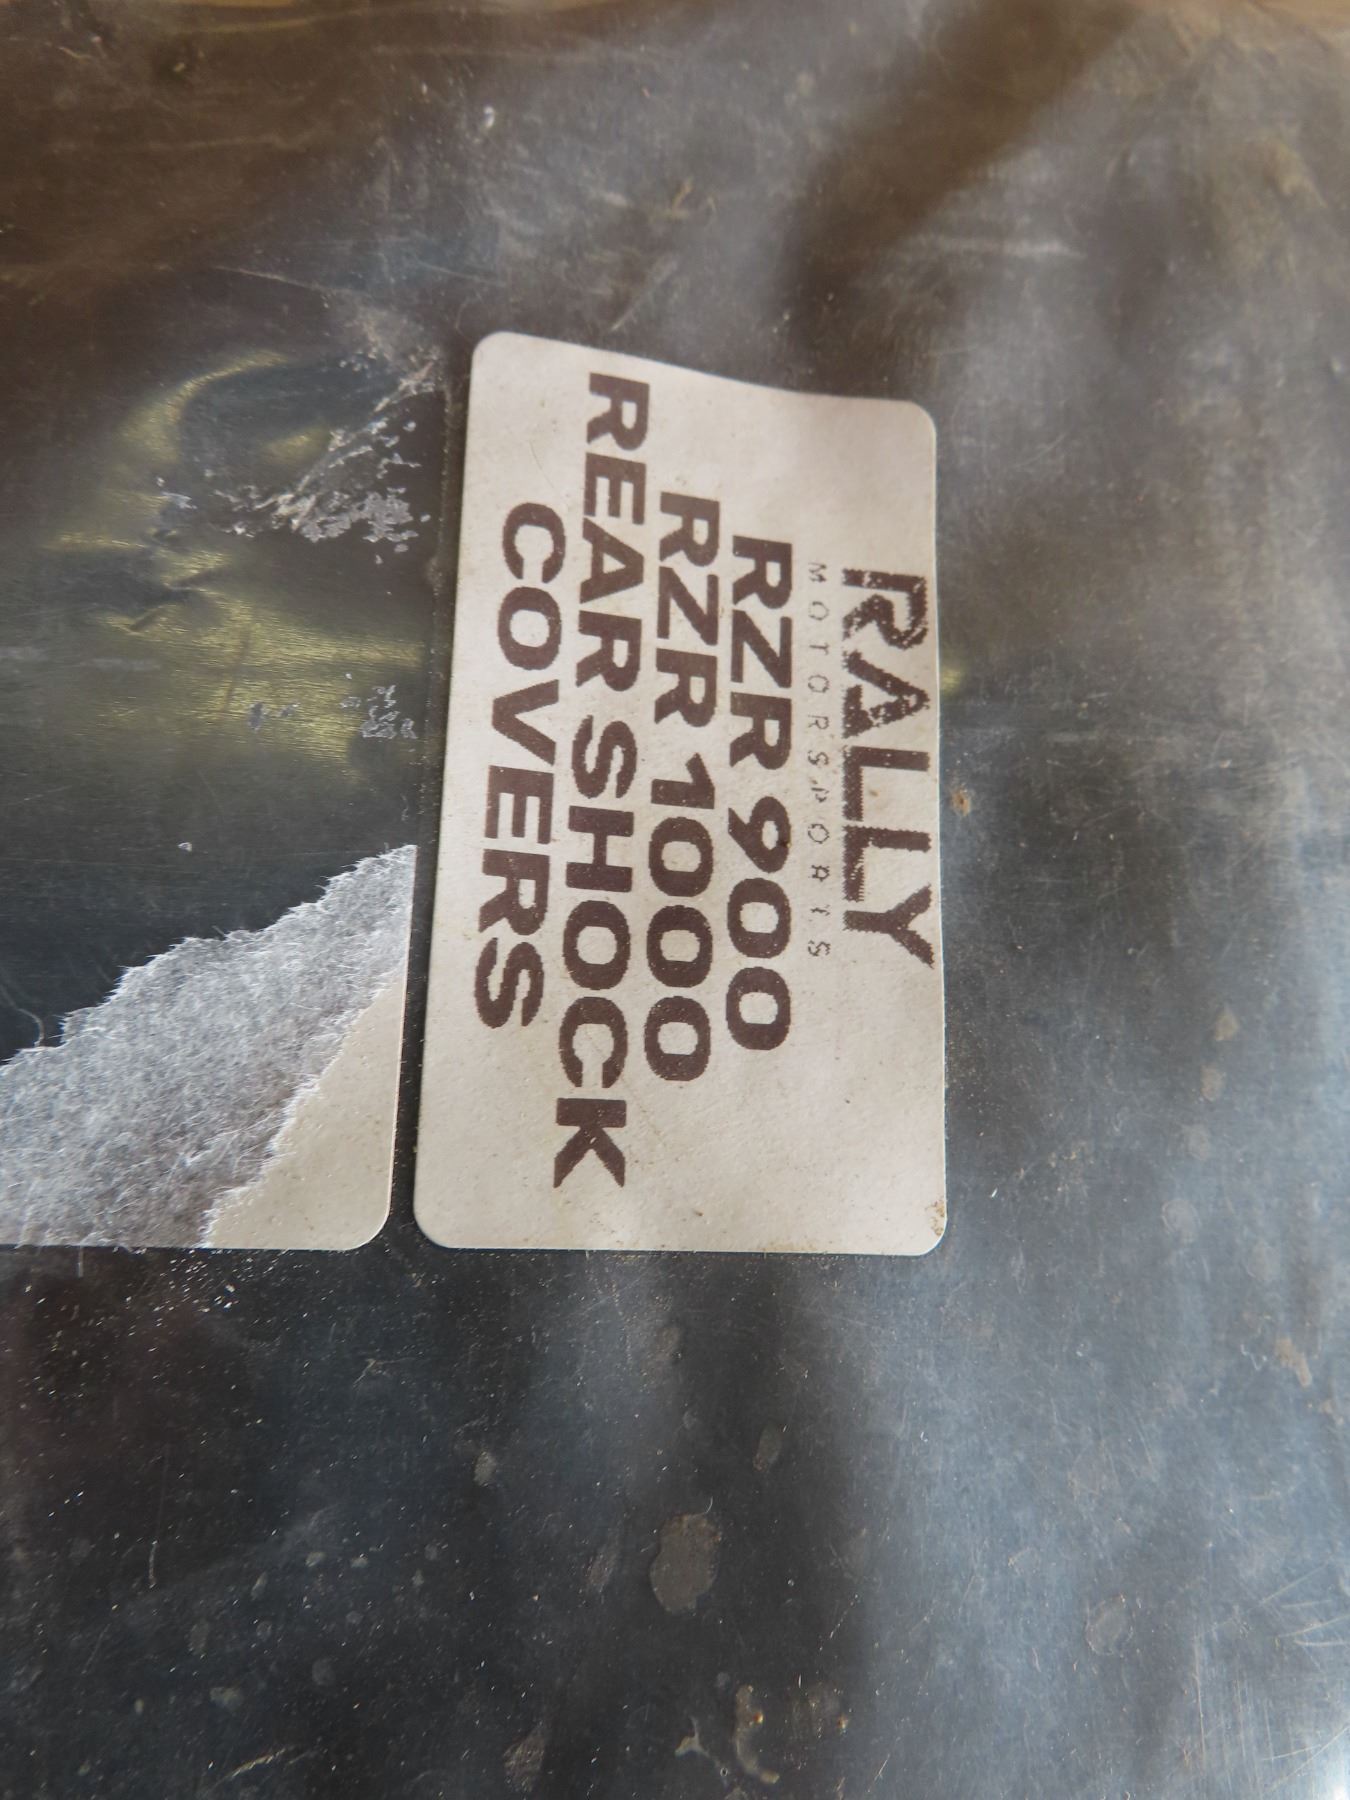 RALLY
MOTORSPORTS
RZR 900
RZR 1000
REAR SHOCK
COVERS